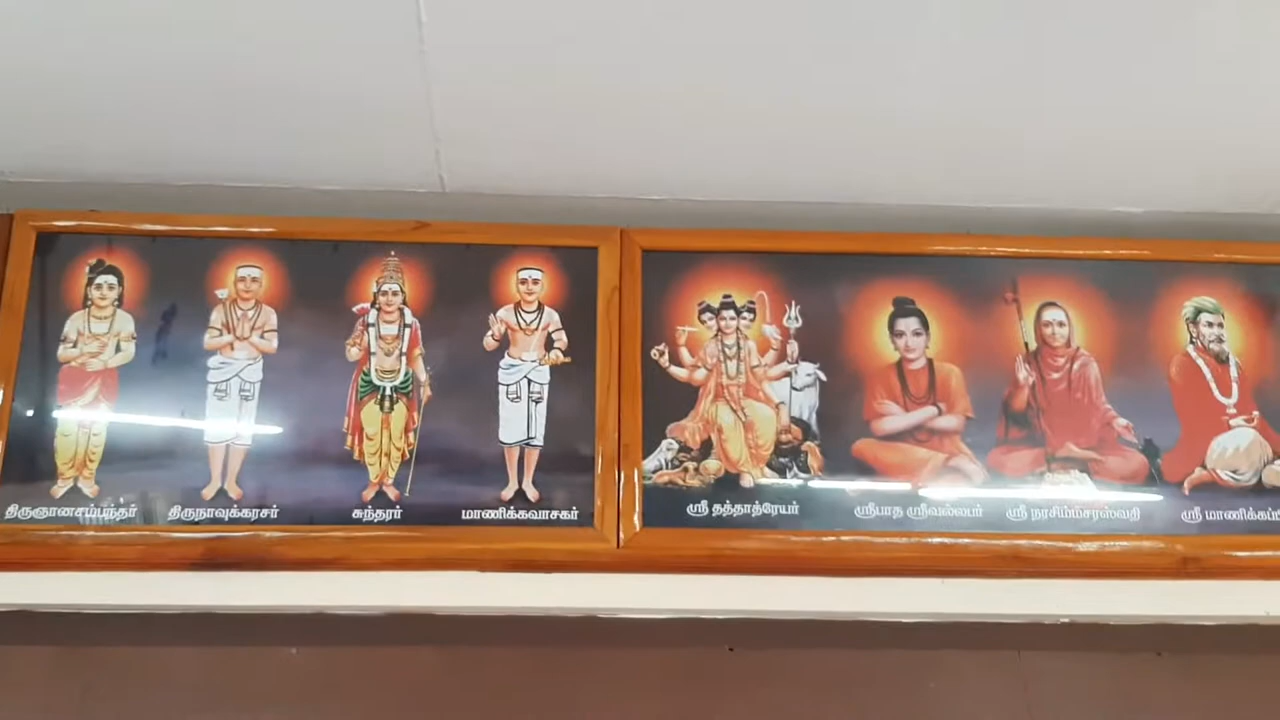 திருஞானசம்பந்தர்
திருநாவுக்கரசர்
சுந்தரர்
மாணிக்கவாசகர்
ஸ்ரீ தத்தாத்ரேயர்
ஸ்ரீபாத ஸ்ரீவல்லபர்
ஸ்ரீ நரசிம்மசரஸ்வதி
ஸ்ரீ